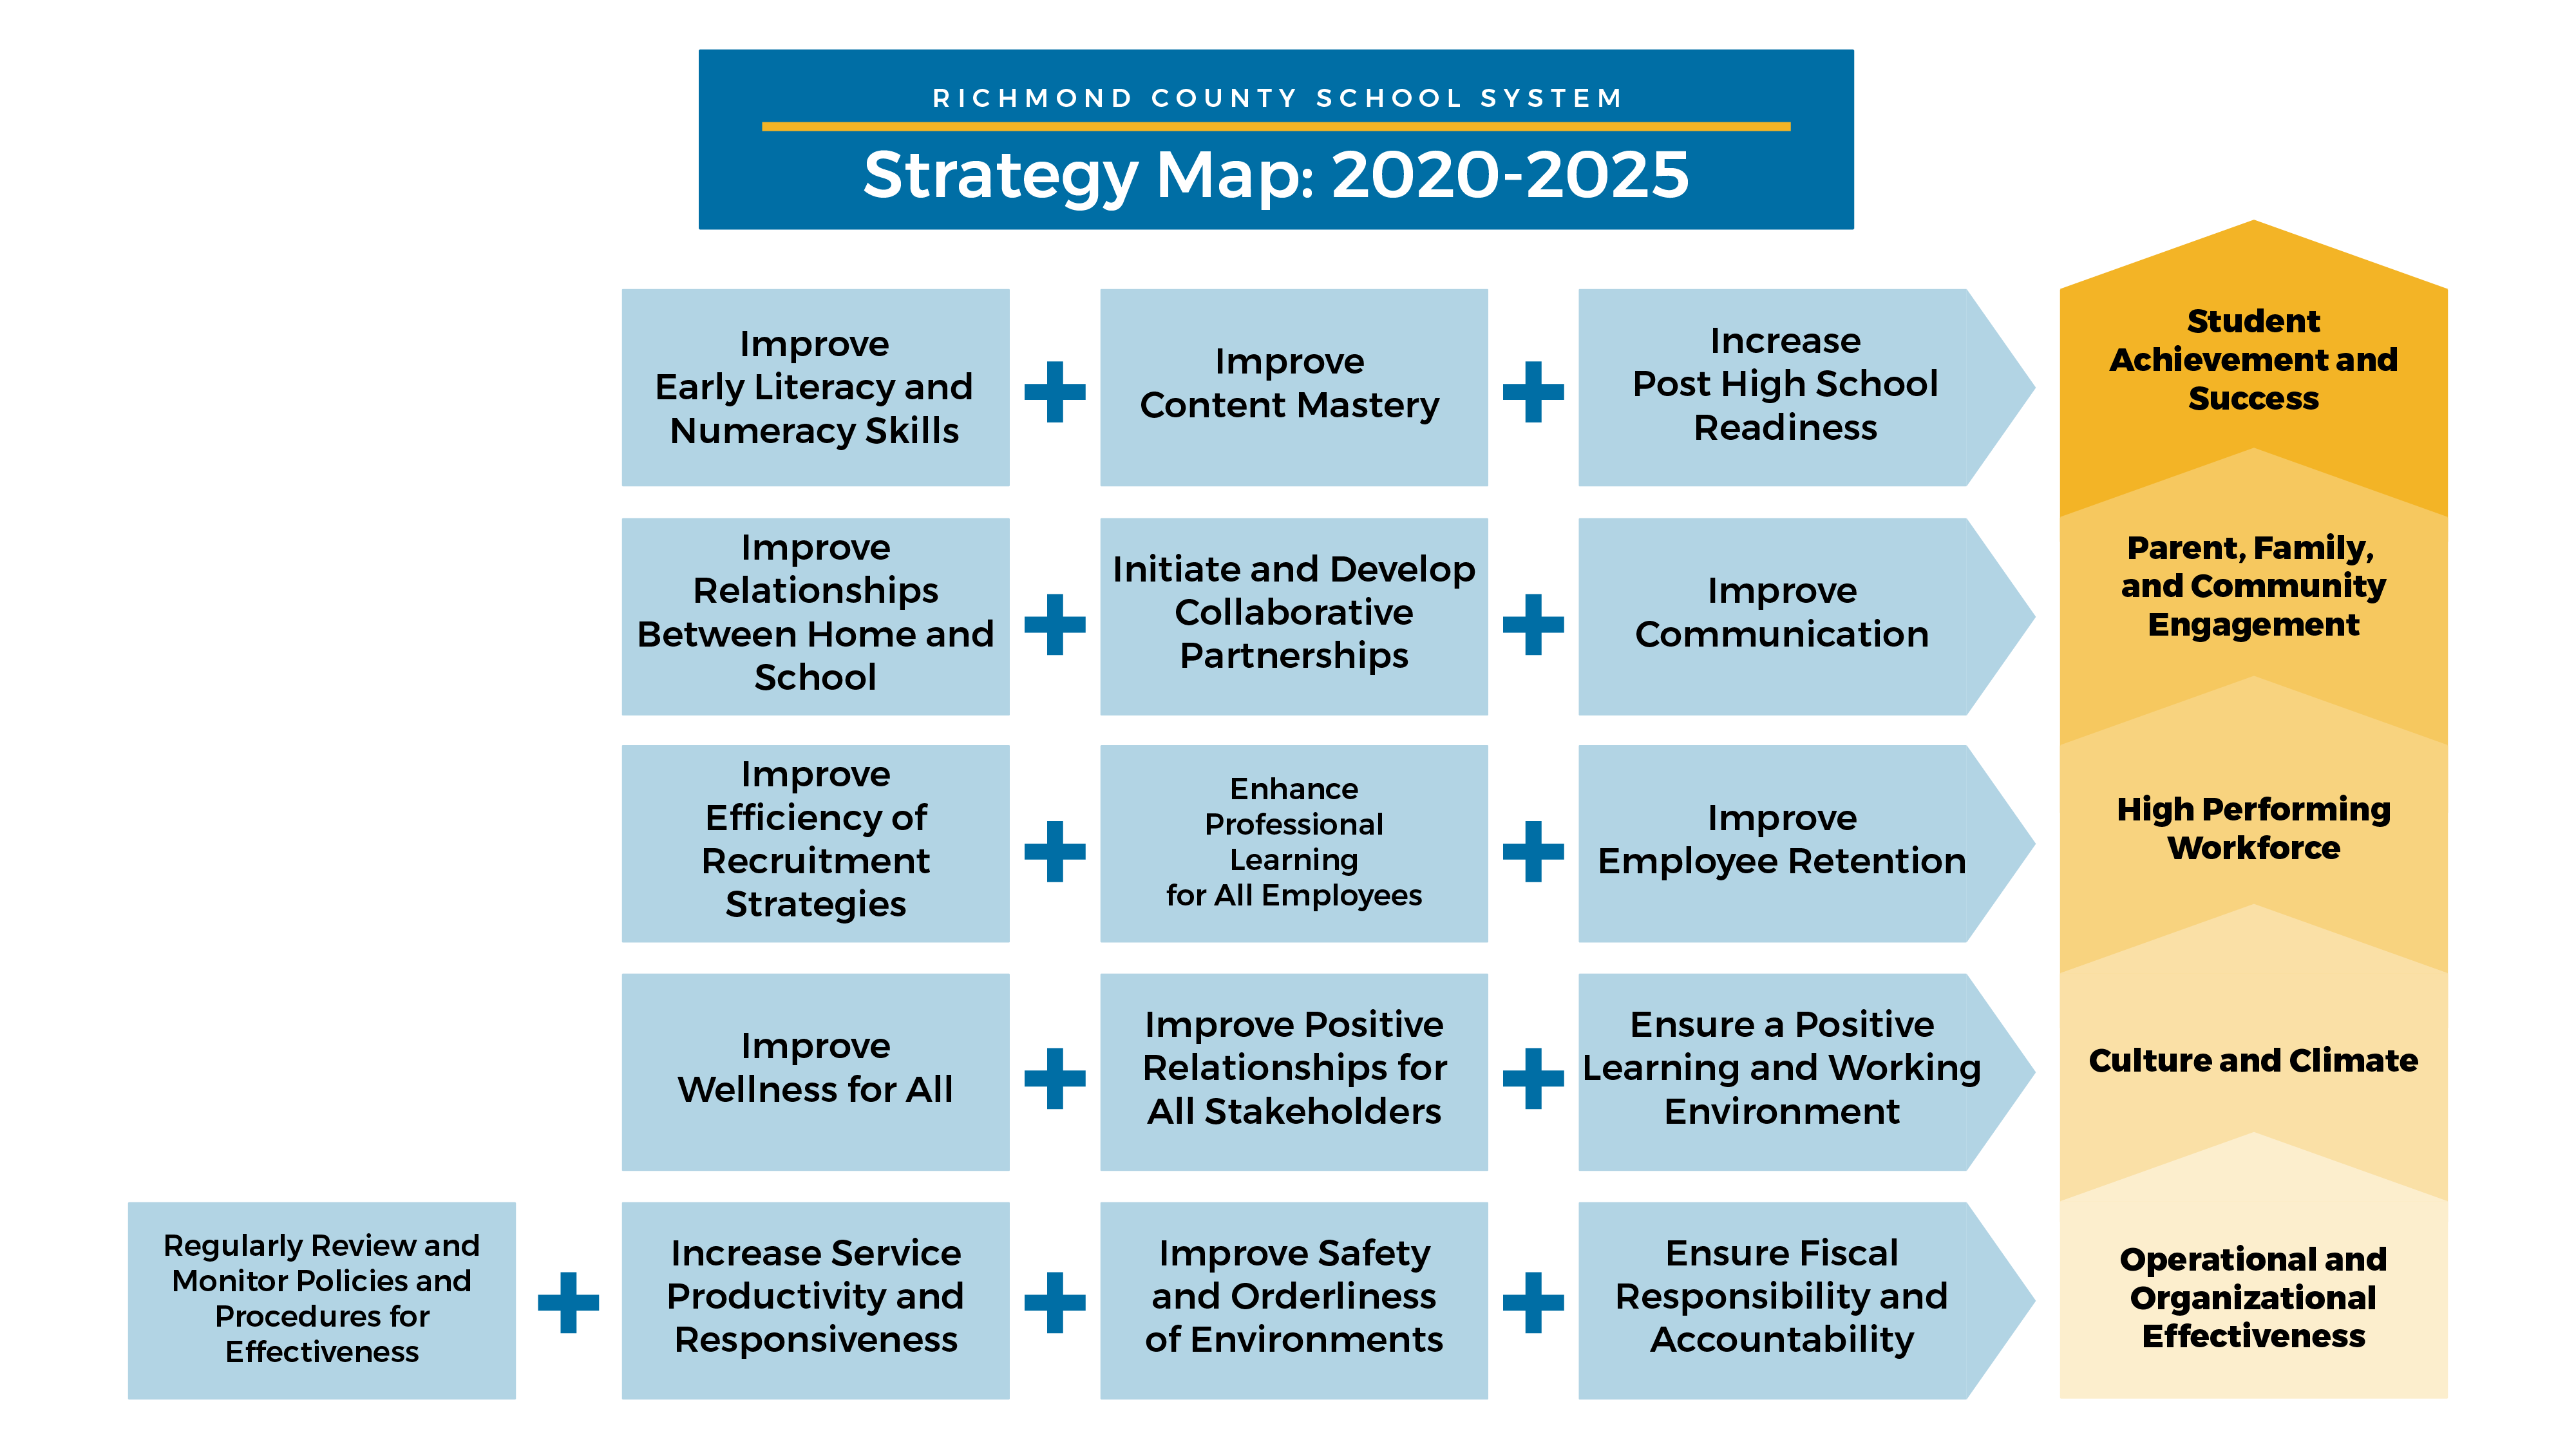 RICHMOND COUNTY SCHOOL SYSTEM
Strategy Map: 2020-2025
Improve
Early Literacy and
Numeracy Skills
Improve
Content Mastery
Increase
Post High School
Readiness
Student
Achievement and
Success
Improve
Relationships
Between Home and
School
Initiate and Develop
Collaborative
Partnerships
Improve
Communication
Parent, Family,
and Community
Engagement
Improve
Efficiency of
Recruitment
Strategies
Enhance
Professional
Learning
for All Employees
Improve
Employee Retention
High Performing
Workforce
Improve
Wellness for All
Improve Positive
Relationships for
All Stakeholders
Ensure a Positive
Learning and Working
Environment
Culture and Climate
Regularly Review and
Monitor Policies and
Procedures for
Effectiveness
Increase Service
Productivity and
Responsiveness
Improve Safety
and Orderliness
of Environments
Ensure Fiscal
Responsibility and
Accountability
Operational and
Organizational
Effectiveness